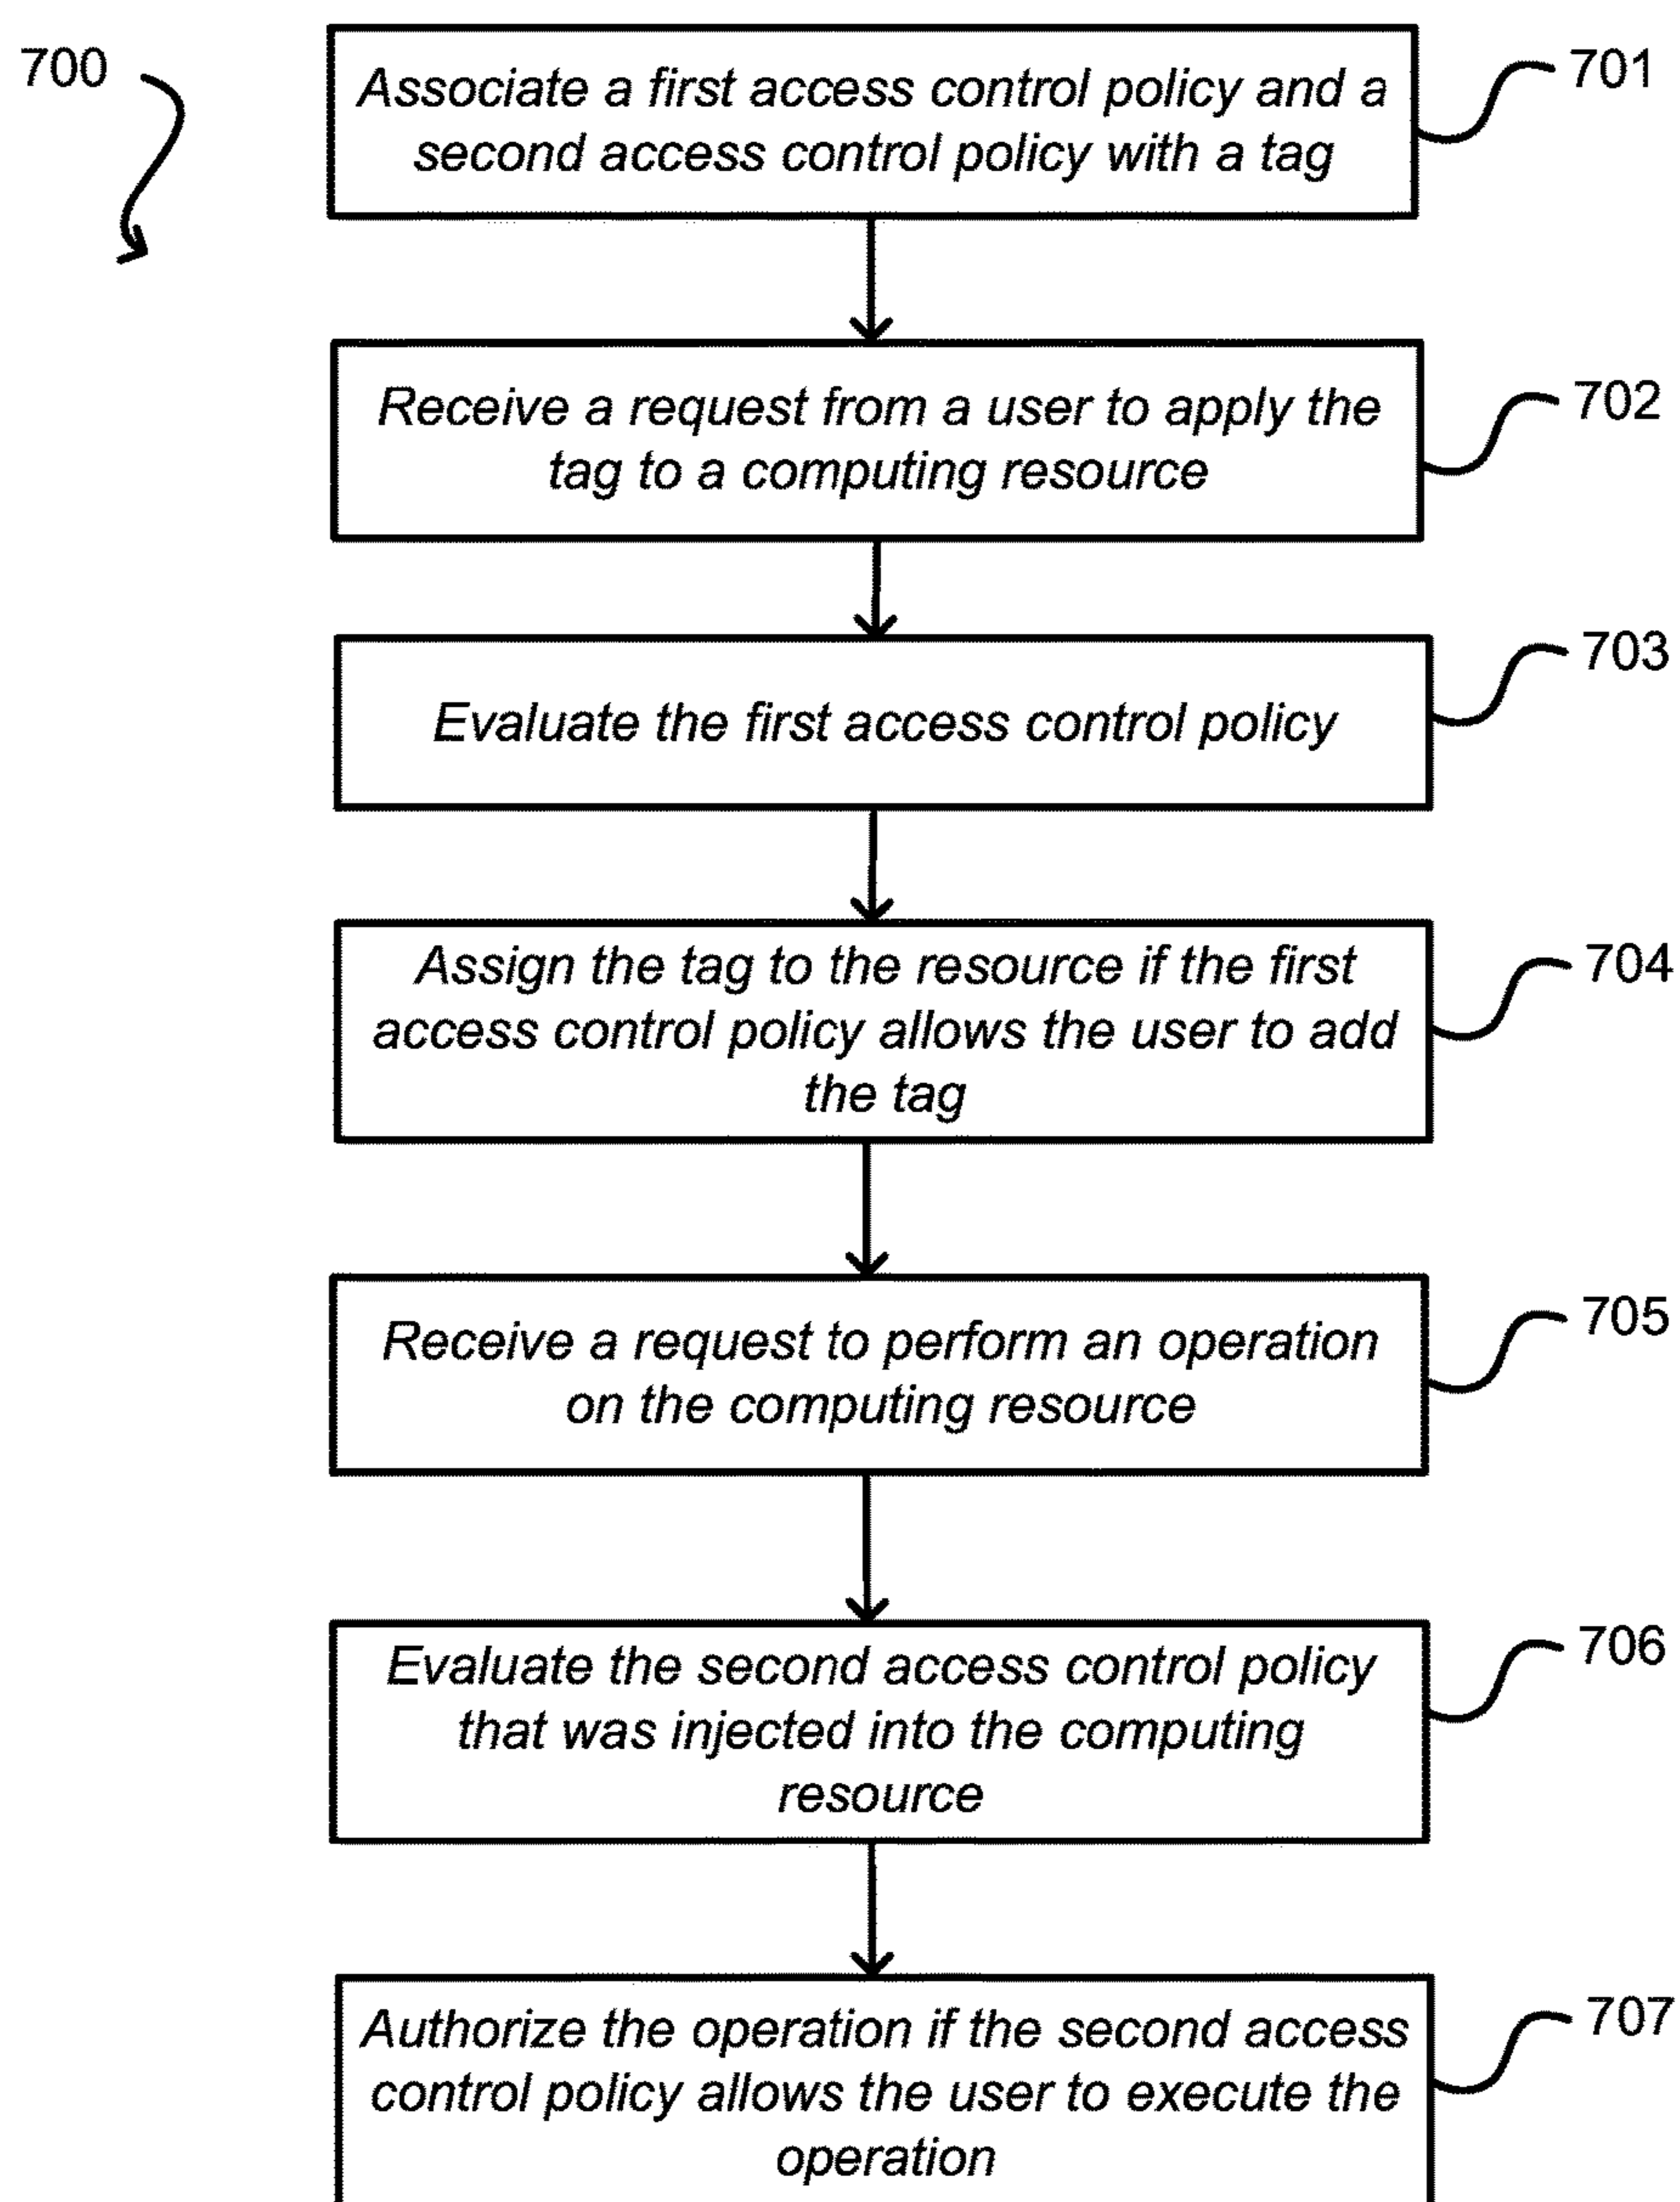 700
Associate a first access control policy and a
second access control policy with a tag
701
Receive a request from a user to apply the
tag to a computing resource
702
Evaluate the first access control policy
703
Assign the tag to the resource if the first
access control policy allows the user to add
the tag
704
Receive a request to perform an operation
on the computing resource
705
Evaluate the second access control policy
that was injected into the computing
resource
706
Authorize the operation if the second access
control policy allows the user to execute the
operation
707